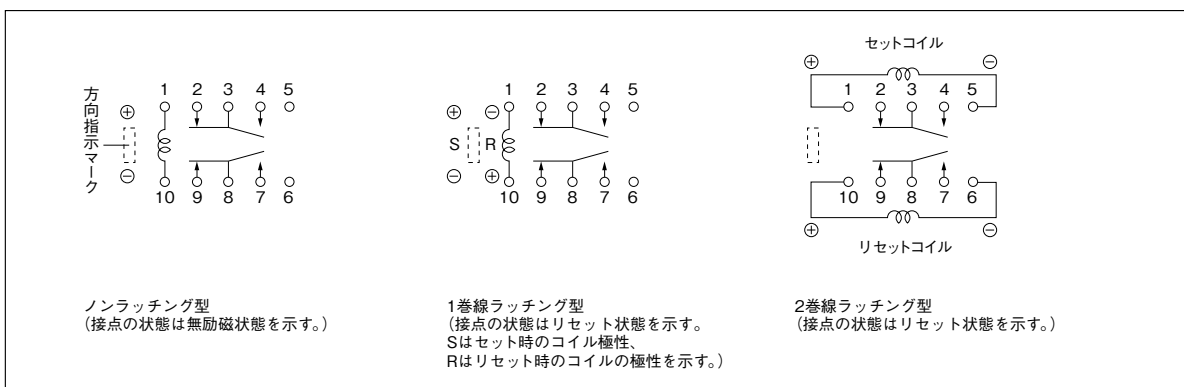 方向指示マーク
⊕
⊖
1 2 3 4 5
10 9 8 7 6
ノンラッチング型
(接点の状態は無励磁状態を示す。)
⊕ ⊖
S R
⊖ ⊕
1 2 3 4 5
10 9 8 7 6
1巻線ラッチング型
(接点の状態はリセット状態を示す。
Sはセット時のコイル極性、
Rはリセット時のコイルの極性を示す。)
セットコイル
⊕ ⊖
1 2 3 4 5
10 9 8 7 6
⊕ ⊖
リセットコイル
2巻線ラッチング型
(接点の状態はリセット状態を示す。)